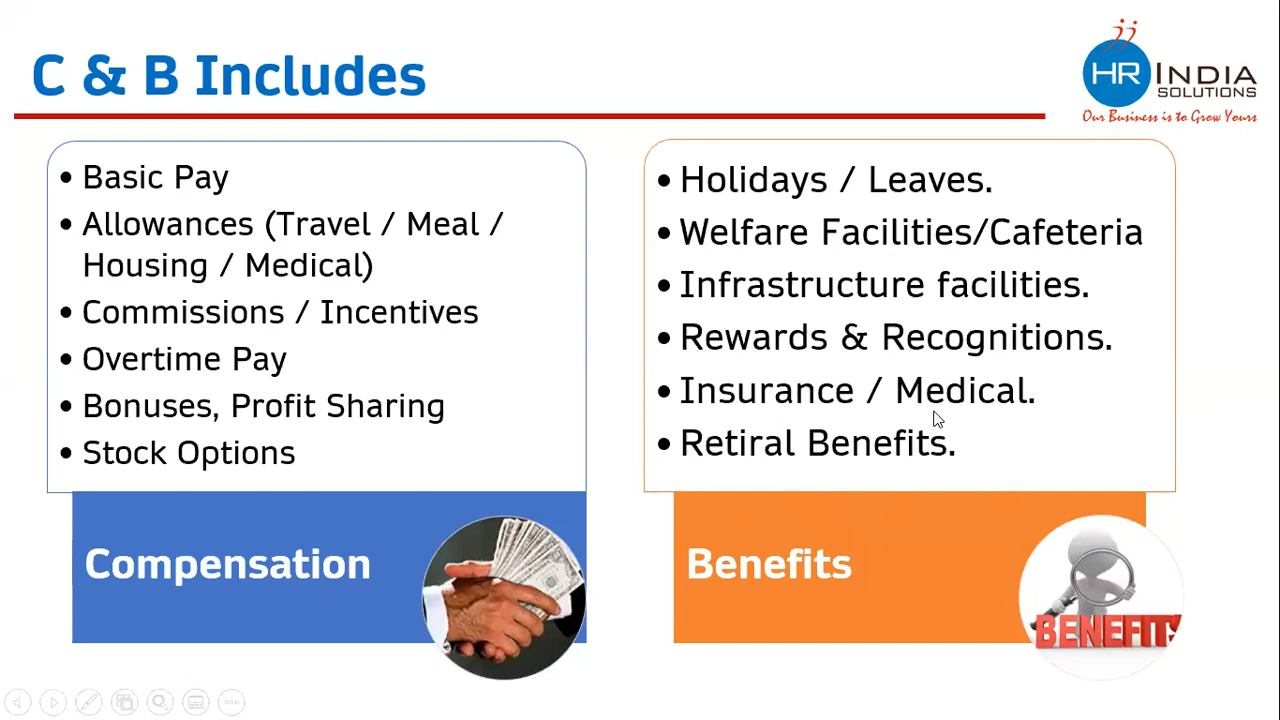 C & B Includes
HR INDIA
SOLUTIONS
Our Business is to Grow Yours
• Basic Pay
• Allowances (Travel / Meal /
Housing / Medical)
• Commissions / Incentives
• Overtime Pay
• Bonuses, Profit Sharing
• Stock Options
Compensation
• Holidays / Leaves.
• Welfare Facilities/Cafeteria
• Infrastructure facilities.
• Rewards & Recognitions.
• Insurance / Medical.
• Retiral Benefits.
Benefits
BENEFITS